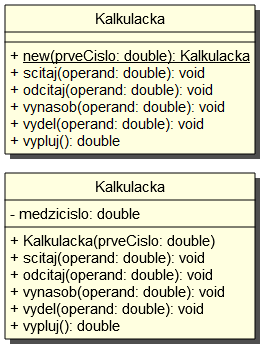 Kalkulacka
+ new(prveCislo: double): Kalkulacka
+ scitaj(operand: double): void
+ odcitaj(operand: double): void
+ vynasob(operand: double): void
+ vydel(operand: double): void
+ vypluj(): double
Kalkulacka
- medzicislo: double
+ Kalkulacka(prveCislo: double)
+ scitaj(operand: double): void
+ odcitaj(operand: double): void
+ vynasob(operand: double): void
+ vydel(operand: double): void
+ vypluj(): double